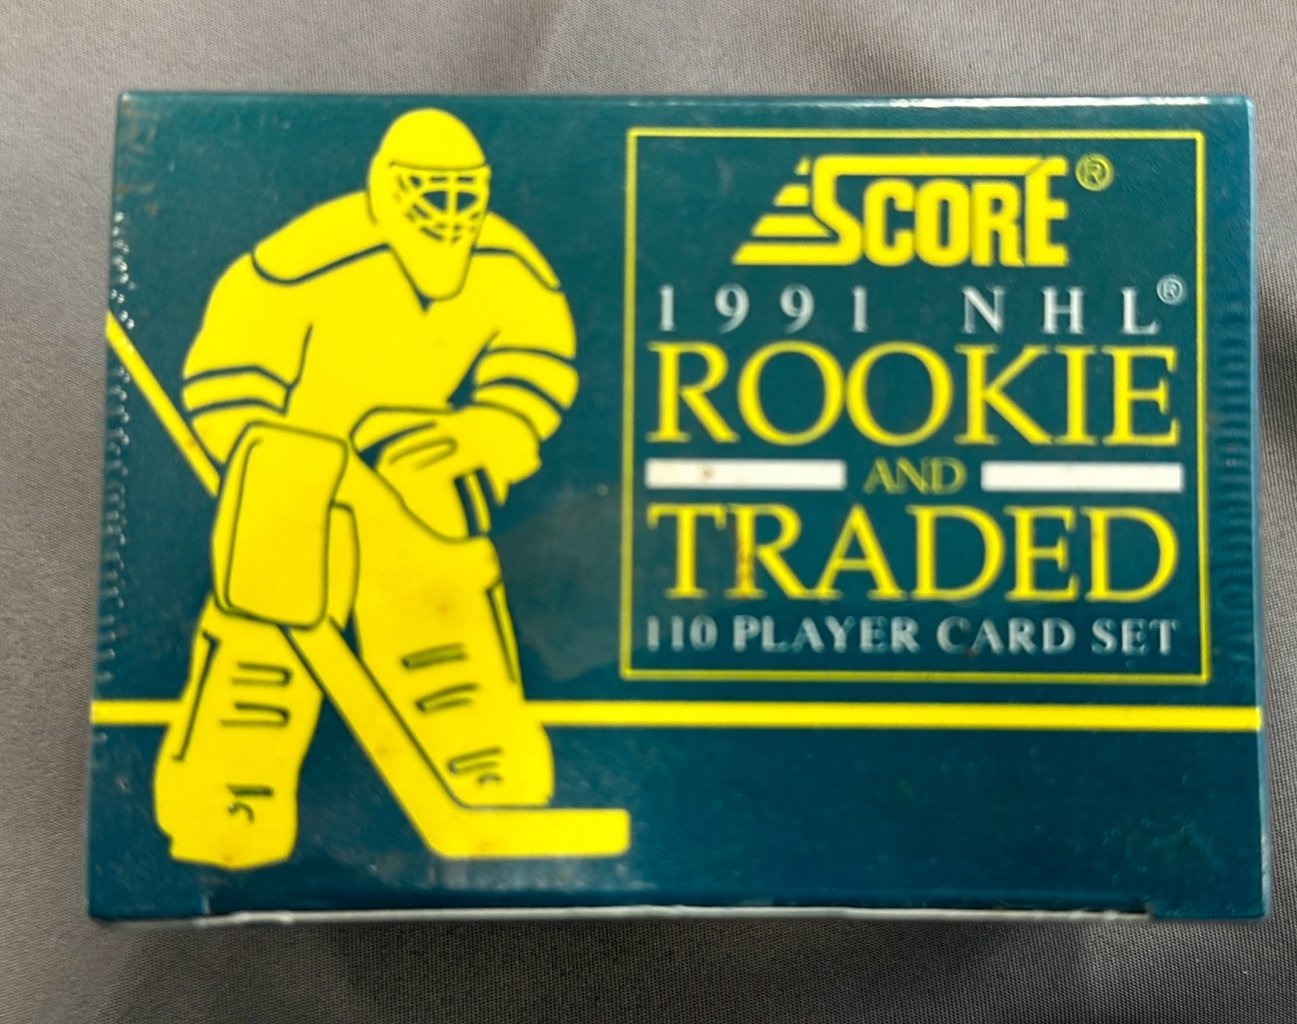 SCORE®
1991 NHL®
ROOKIE
AND
TRADED
110 PLAYER CARD SET